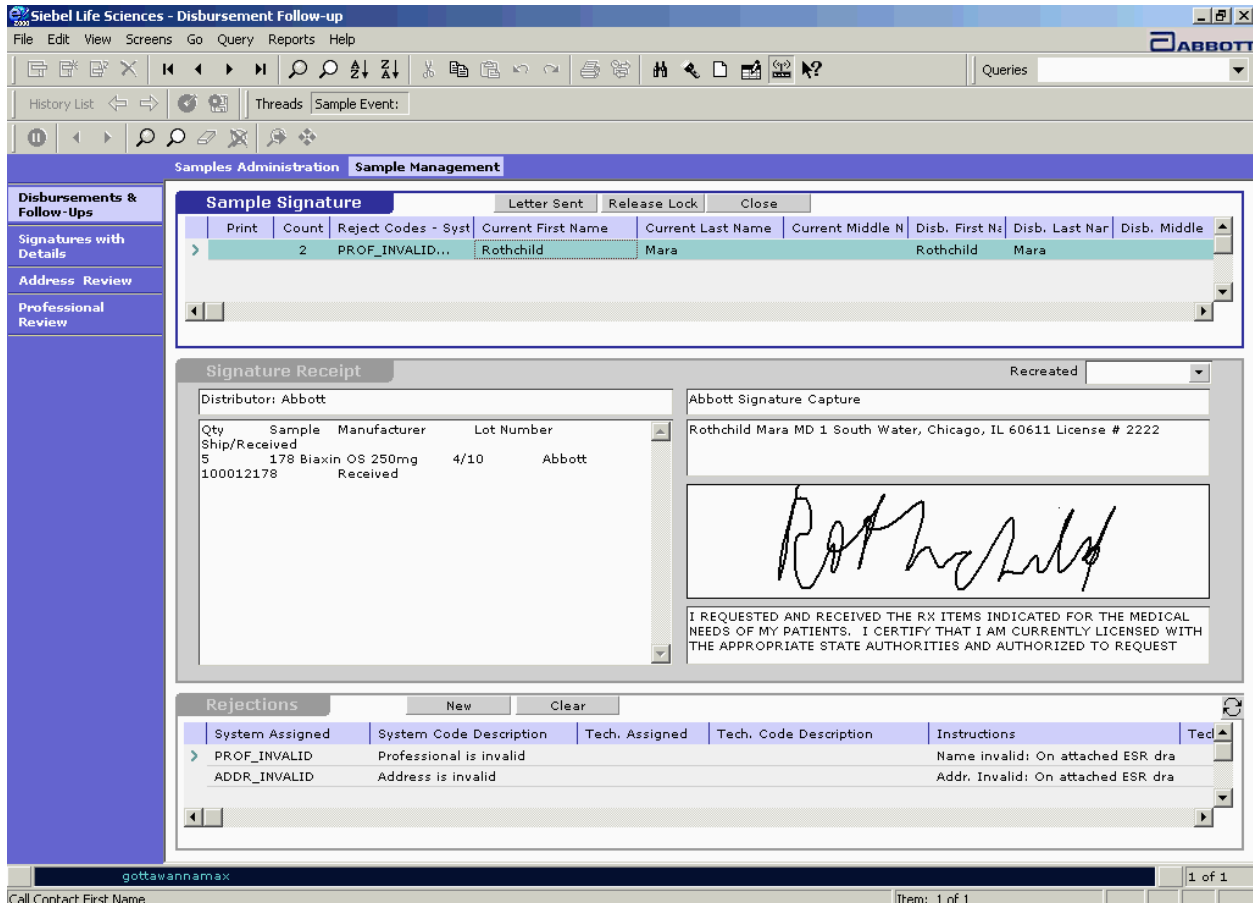 Siebel Life Sciences - Disbursement Follow-up
File Edit View Screens Go Query Reports Help
ABBOTT
Queries
History List Threads Sample Event:
Samples Administration Sample Management
Disbursements &
Follow-Ups
Signatures with
Details
Address Review
Professional
Review
Sample Signature Letter Sent Release Lock Close
Print Count Reject Codes - Syst Current First Name Current Last Name Current Middle N Disb. First Na Disb. Last Nar Disb. Middle
2 PROF_INVALID... Rothchild Mara Rothchild Mara
Signature Receipt Recreated
Distributor: Abbott
Qty Sample Manufacturer Lot Number
Ship/Received
5 178 Biaxin OS 250mg 4/10 Abbott
100012178 Received
Abbott Signature Capture
Rothchild Mara MD 1 South Water, Chicago, IL 60611 License # 2222
Rothchild
I REQUESTED AND RECEIVED THE RX ITEMS INDICATED FOR THE MEDICAL
NEEDS OF MY PATIENTS. I CERTIFY THAT I AM CURRENTLY LICENSED WITH
THE APPROPRIATE STATE AUTHORITIES AND AUTHORIZED TO REQUEST
Rejections New Clear
System Assigned System Code Description Tech. Assigned Tech. Code Description Instructions Tecl
PROF_INVALID Professional is invalid Name invalid: On attached ESR dra
ADDR_INVALID Address is invalid Addr. Invalid: On attached ESR dra
gottawannamax 1 of 1
Call Contact First Name Item: 1 of 1